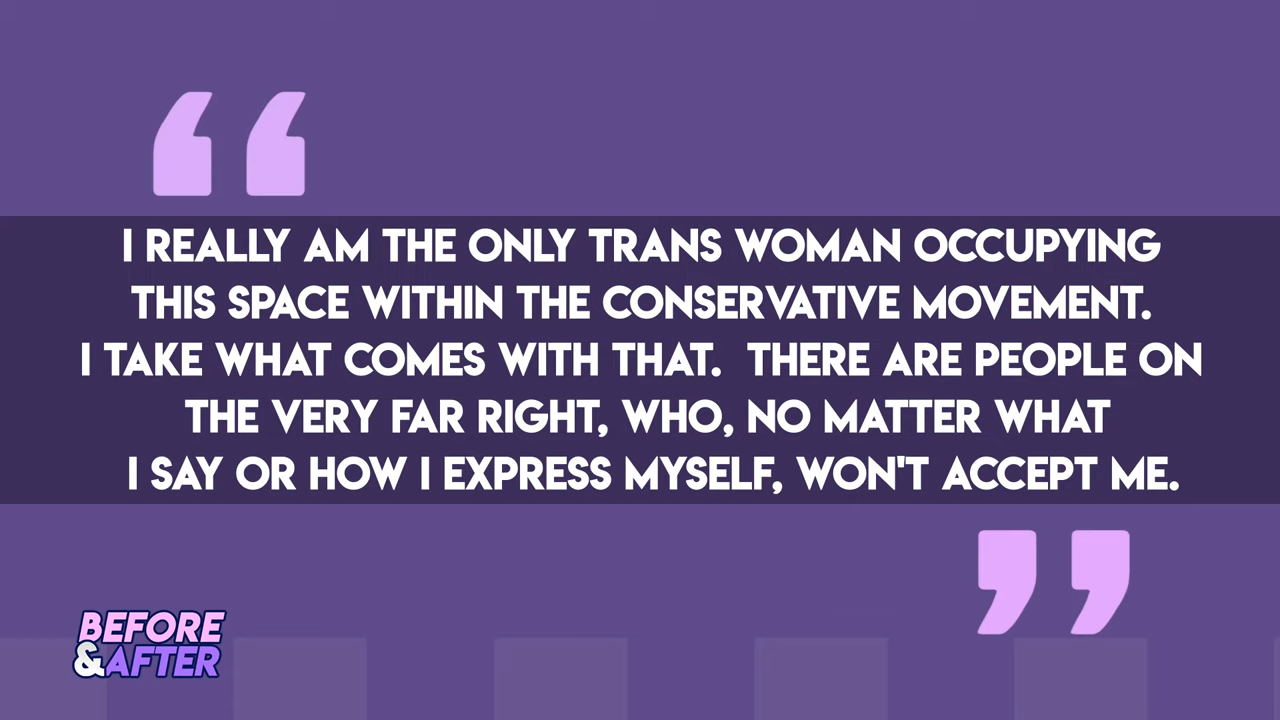 “
I REALLY AM THE ONLY TRANS WOMAN OCCUPYING
THIS SPACE WITHIN THE CONSERVATIVE MOVEMENT.
I TAKE WHAT COMES WITH THAT.  THERE ARE PEOPLE ON
THE VERY FAR RIGHT, WHO, NO MATTER WHAT
I SAY OR HOW I EXPRESS MYSELF, WON'T ACCEPT ME.
”
BEFORE
&AFTER